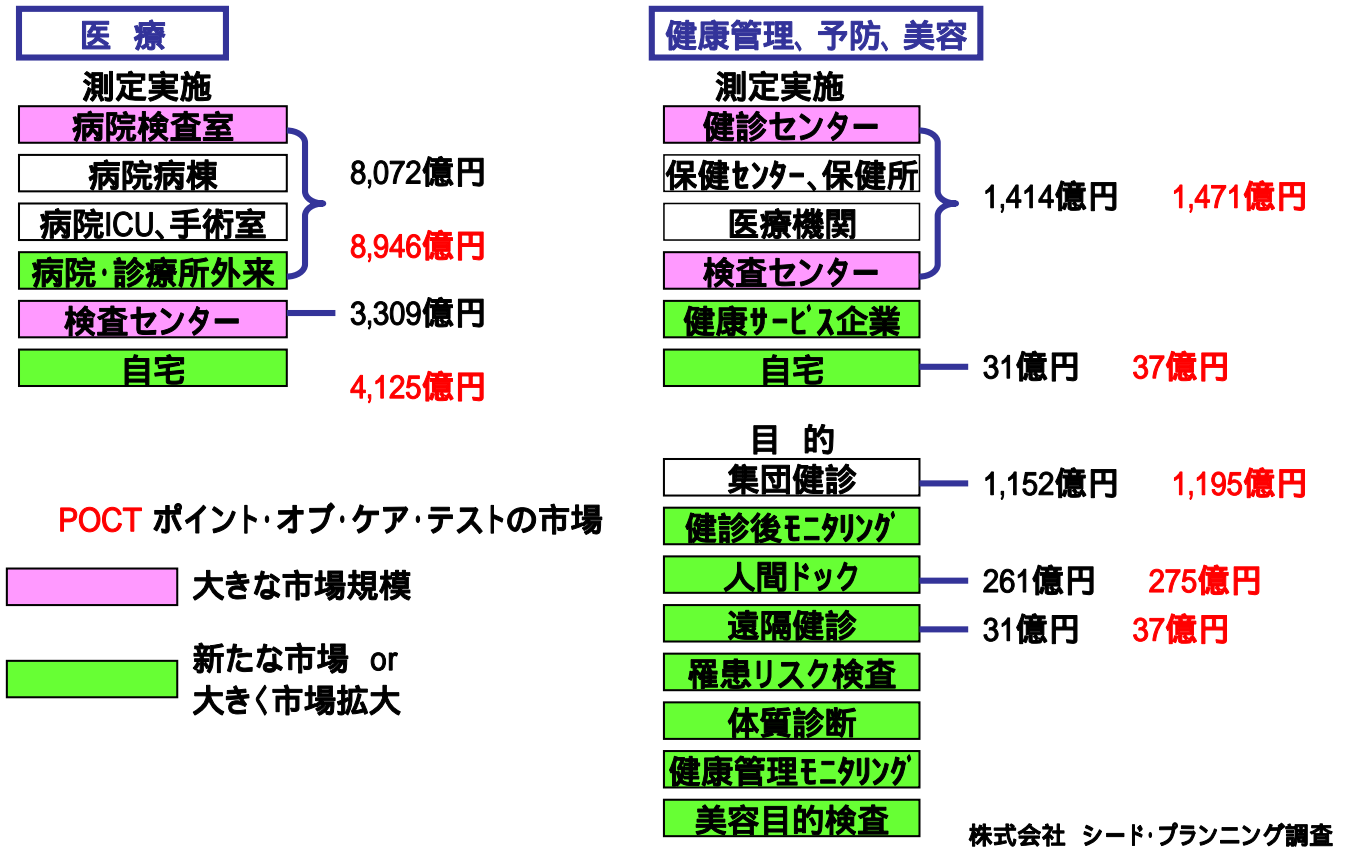 医 療
測定実施
病院検査室
病院病棟
病院ICU、手術室
病院・診療所外来
検査センター
自宅
8,072億円
8,946億円
3,309億円
4,125億円
POCT ポイント・オブ・ケア・テストの市場
大きな市場規模
新たな市場 or
大きく市場拡大
健康管理、予防、美容
測定実施
健診センター
保健ｾﾝﾀｰ、保健所
医療機関
検査センター
健康ｻｰﾋﾞｽ企業
自宅
1,414億円 1,471億円
31億円 37億円
目 的
集団健診
健診後ﾓﾆﾀﾘﾝｸﾞ
人間ドック
遠隔健診
罹患リスク検査
体質診断
健康管理ﾓﾆﾀﾘﾝｸﾞ
美容目的検査
1,152億円 1,195億円
261億円 275億円
31億円 37億円
株式会社 シード・プランニング調査